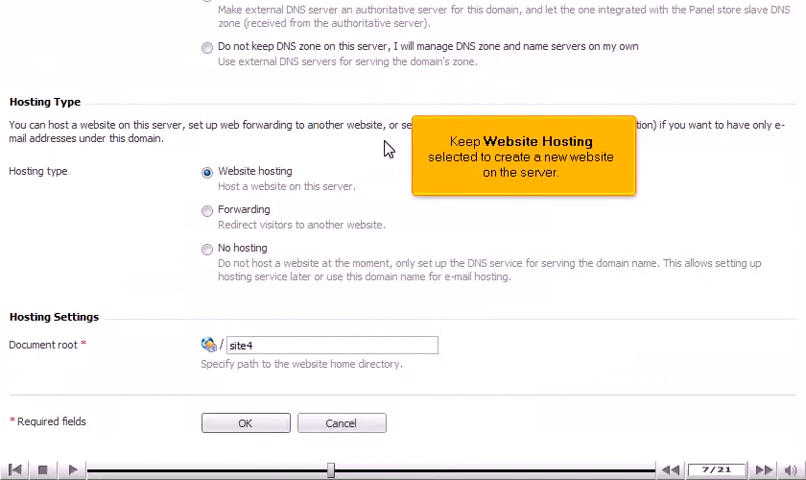 Make external DNS server an authoritative server for this domain, and let the one integrated with the Panel store slave DNS
zone (received from the authoritative server).
Do not keep DNS zone on this server, I will manage DNS zone and name servers on my own
Use external DNS servers for serving the domain's zone.
Hosting Type
You can host a website on this server, set up web forwarding to another website, or se tion) if you want to have only e-
mail addresses under this domain.
Keep Website Hosting
selected to create a new website
on the server.
Hosting type
Website hosting
Host a website on this server.
Forwarding
Redirect visitors to another website.
No hosting
Do not host a website at the moment, only set up the DNS service for serving the domain name. This allows setting up
hosting service later or use this domain name for e-mail hosting.
Hosting Settings
Document root * / site4
Specify path to the website home directory.
* Required fields
OK Cancel
7/21